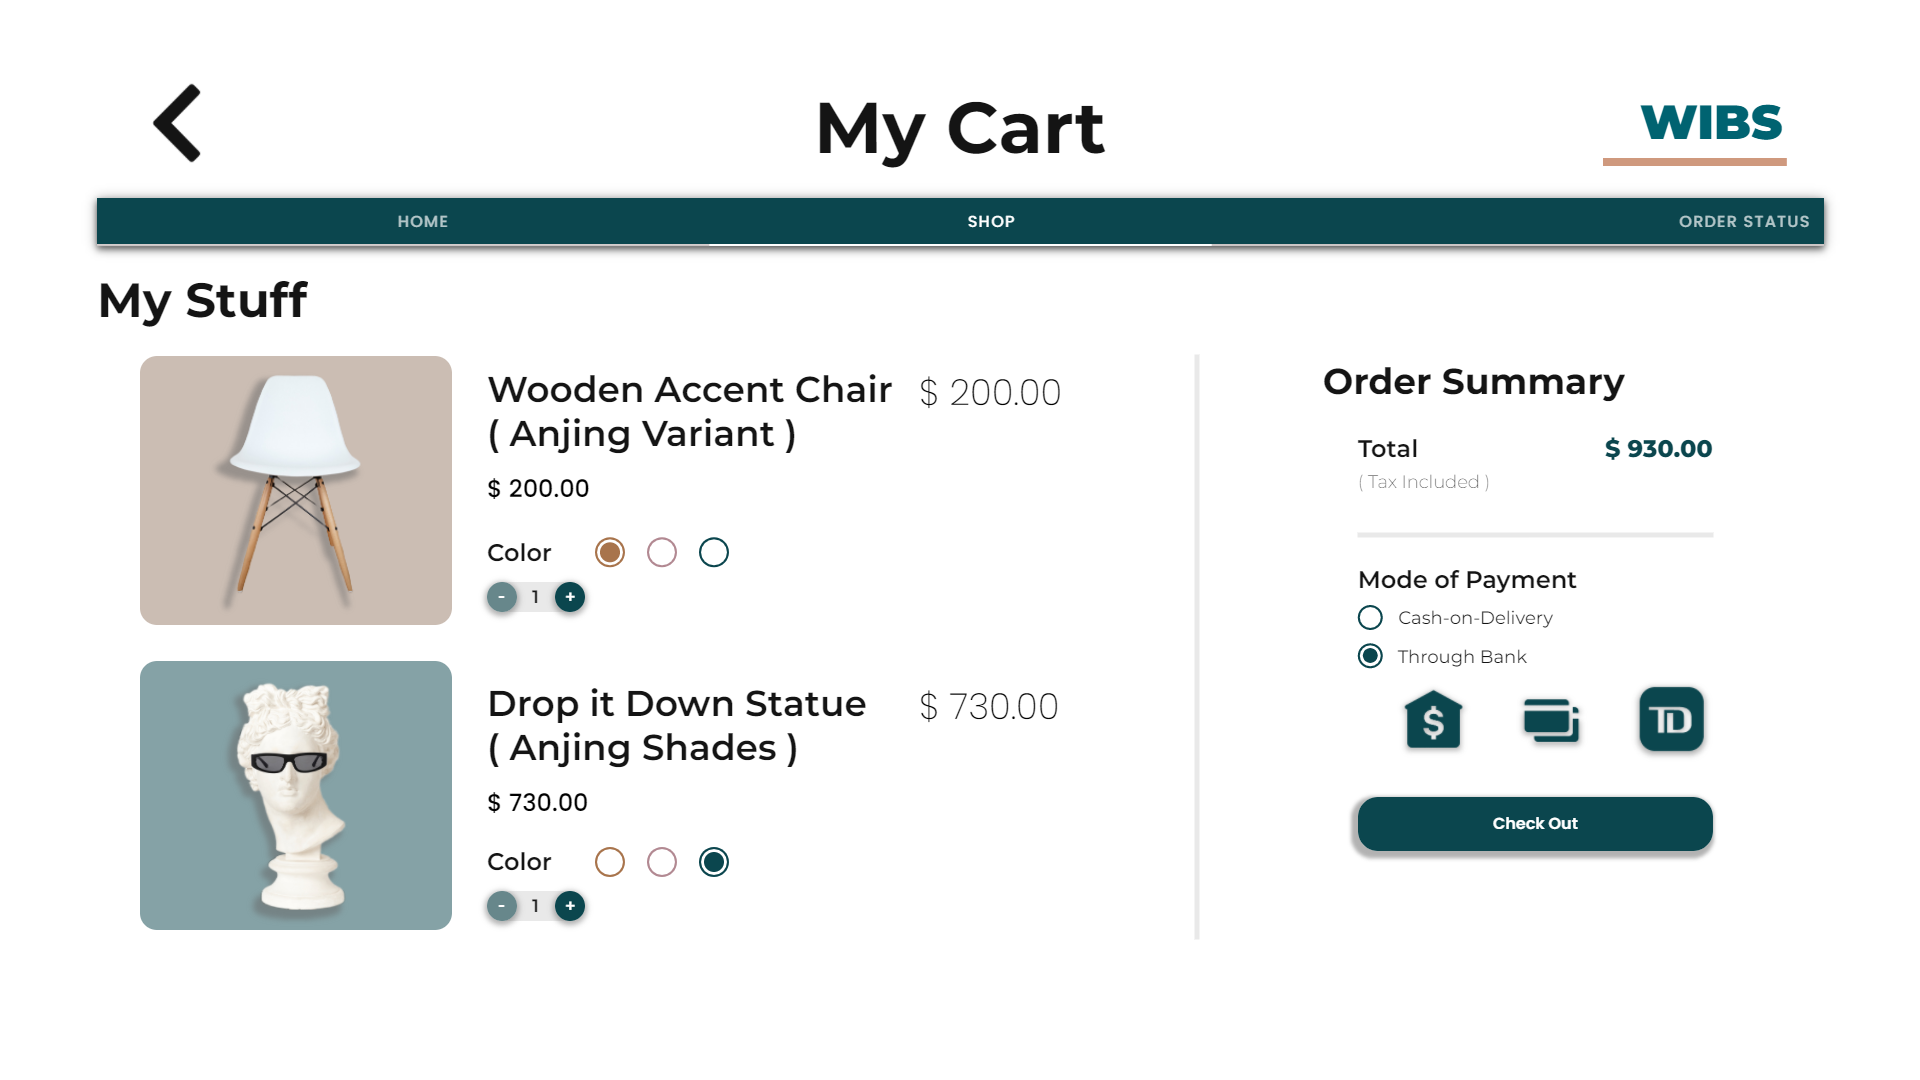 My Cart
WIBS
HOME
SHOP
ORDER STATUS
My Stuff
Wooden Accent Chair
( Anjing Variant )
$ 200.00
$ 200.00
Color
- 1 +
Drop it Down Statue
( Anjing Shades )
$ 730.00
$ 730.00
Color
- 1 +
Order Summary
Total
$ 930.00
( Tax Included )
Mode of Payment
Cash-on-Delivery
Through Bank
$
TD
Check Out